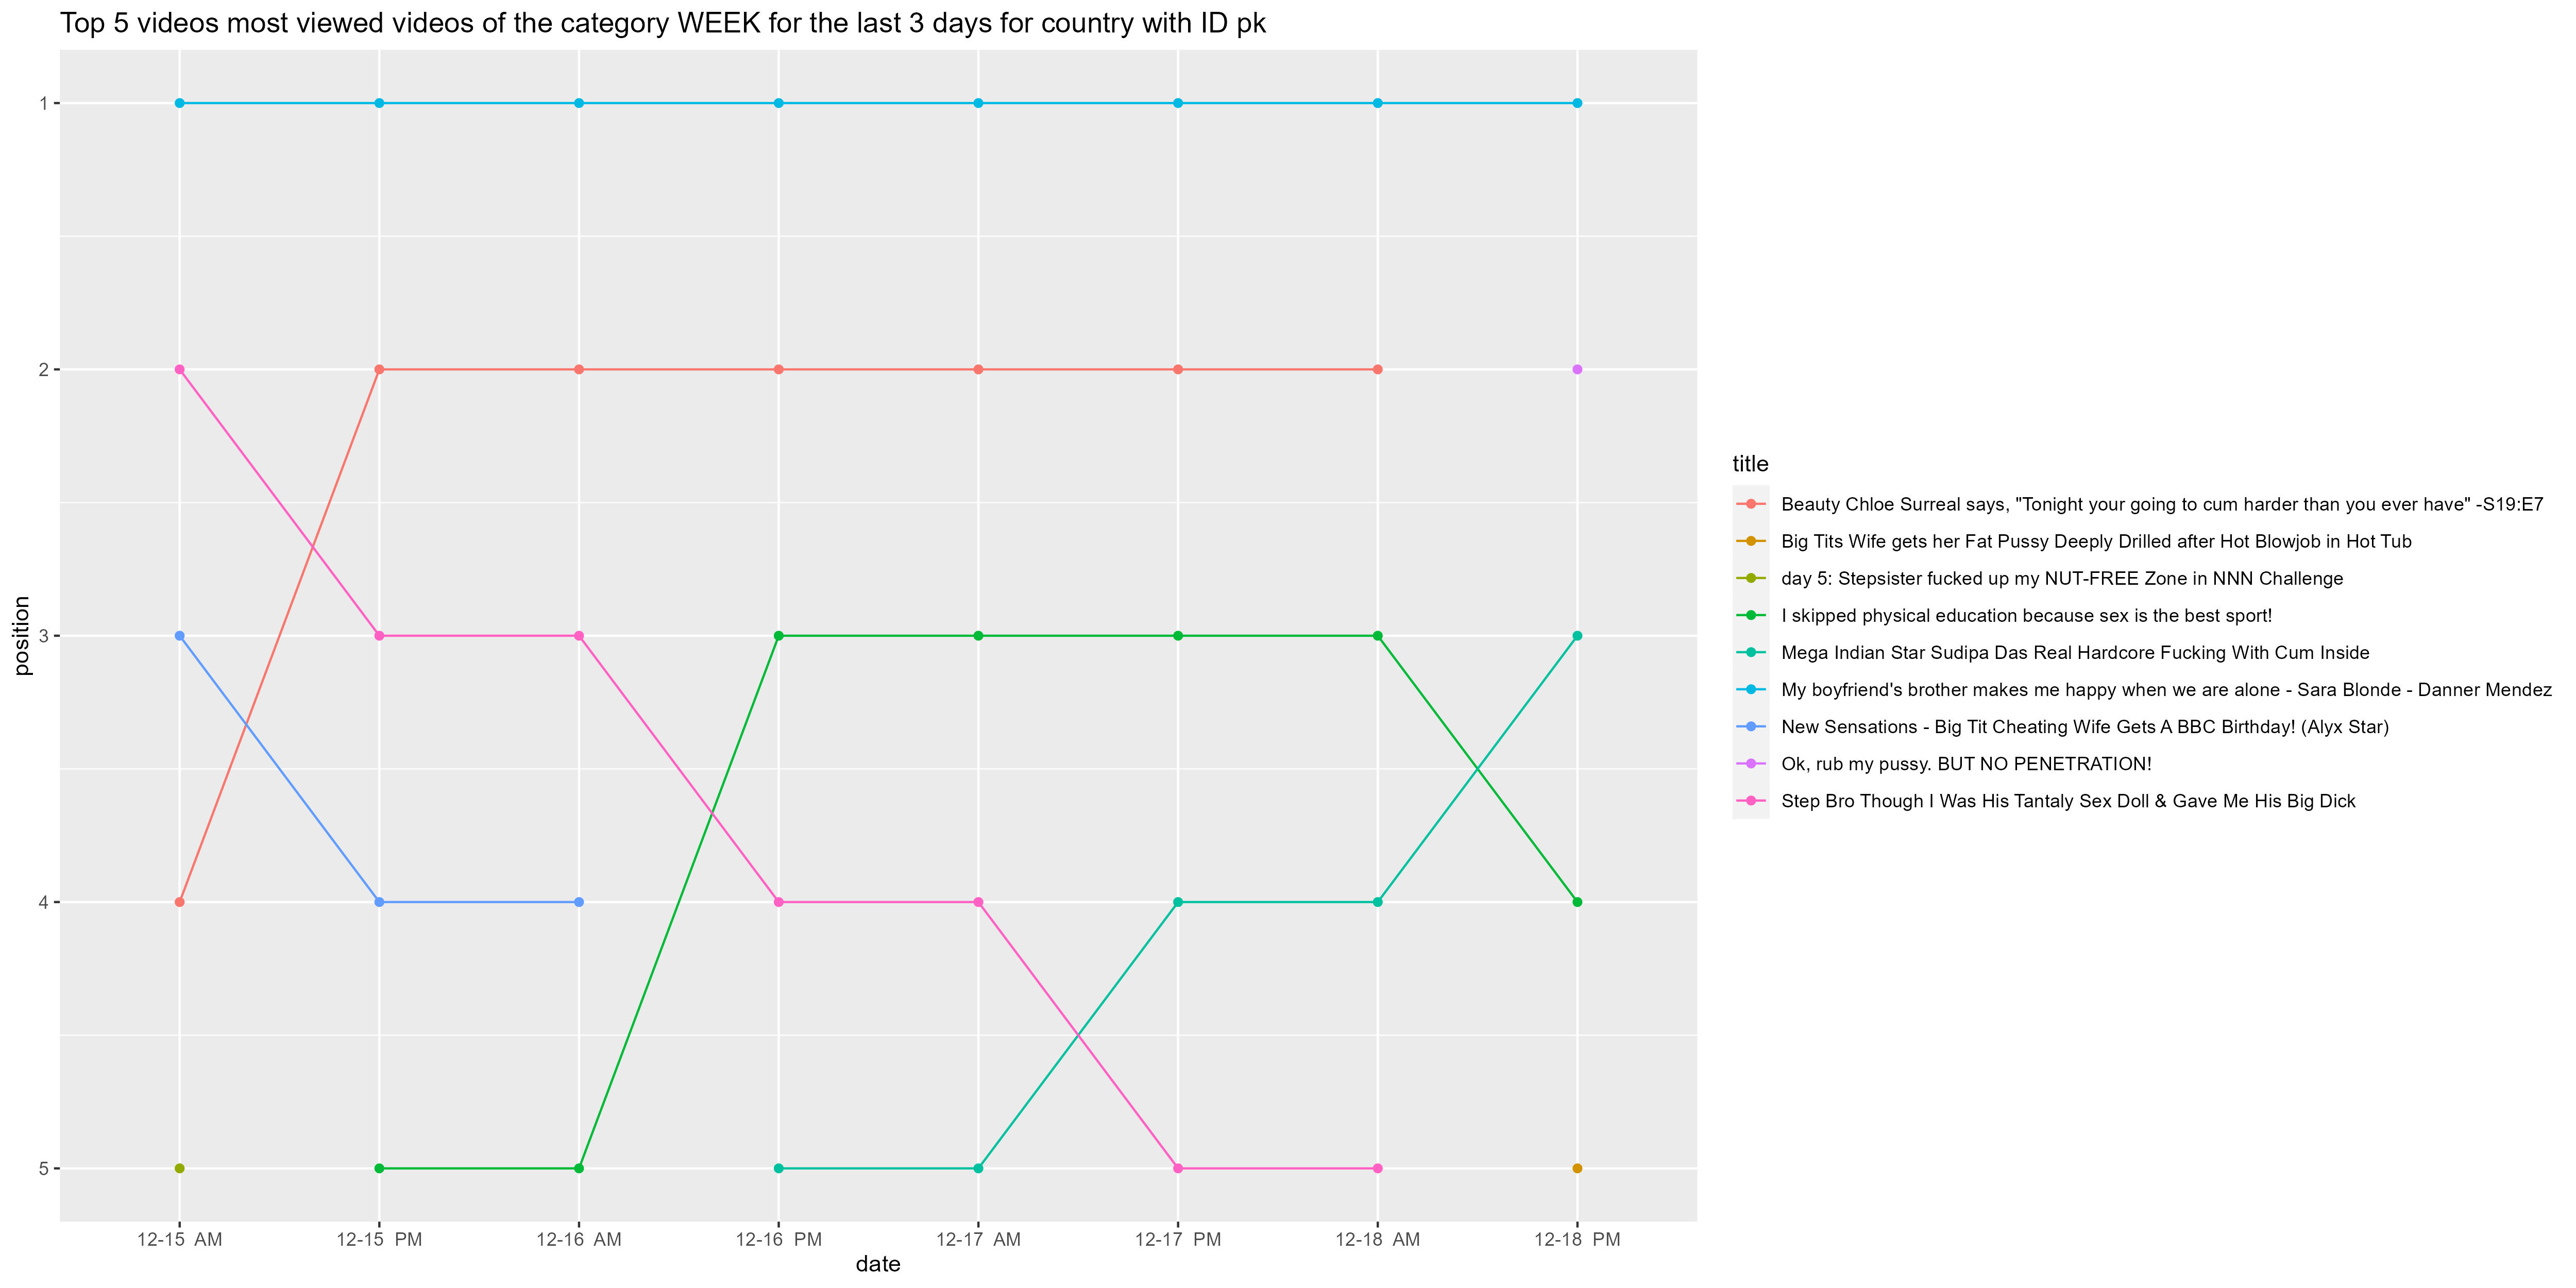 Top 5 videos most viewed videos of the category WEEK for the last 3 days for country with ID pk
1
2
3
4
5
position
12-15 AM
12-15 PM
12-16 AM
12-16 PM
12-17 AM
12-17 PM
12-18 AM
12-18 PM
date
title
Beauty Chloe Surreal says, "Tonight your going to cum harder than you ever have" -S19:E7
Big Tits Wife gets her Fat Pussy Deeply Drilled after Hot Blowjob in Hot Tub
day 5: Stepsister fucked up my NUT-FREE Zone in NNN Challenge
I skipped physical education because sex is the best sport!
Mega Indian Star Sudipa Das Real Hardcore Fucking With Cum Inside
My boyfriend's brother makes me happy when we are alone - Sara Blonde - Danner Mendez
New Sensations - Big Tit Cheating Wife Gets A BBC Birthday! (Alyx Star)
Ok, rub my pussy. BUT NO PENETRATION!
Step Bro Though I Was His Tantaly Sex Doll & Gave Me His Big Dick